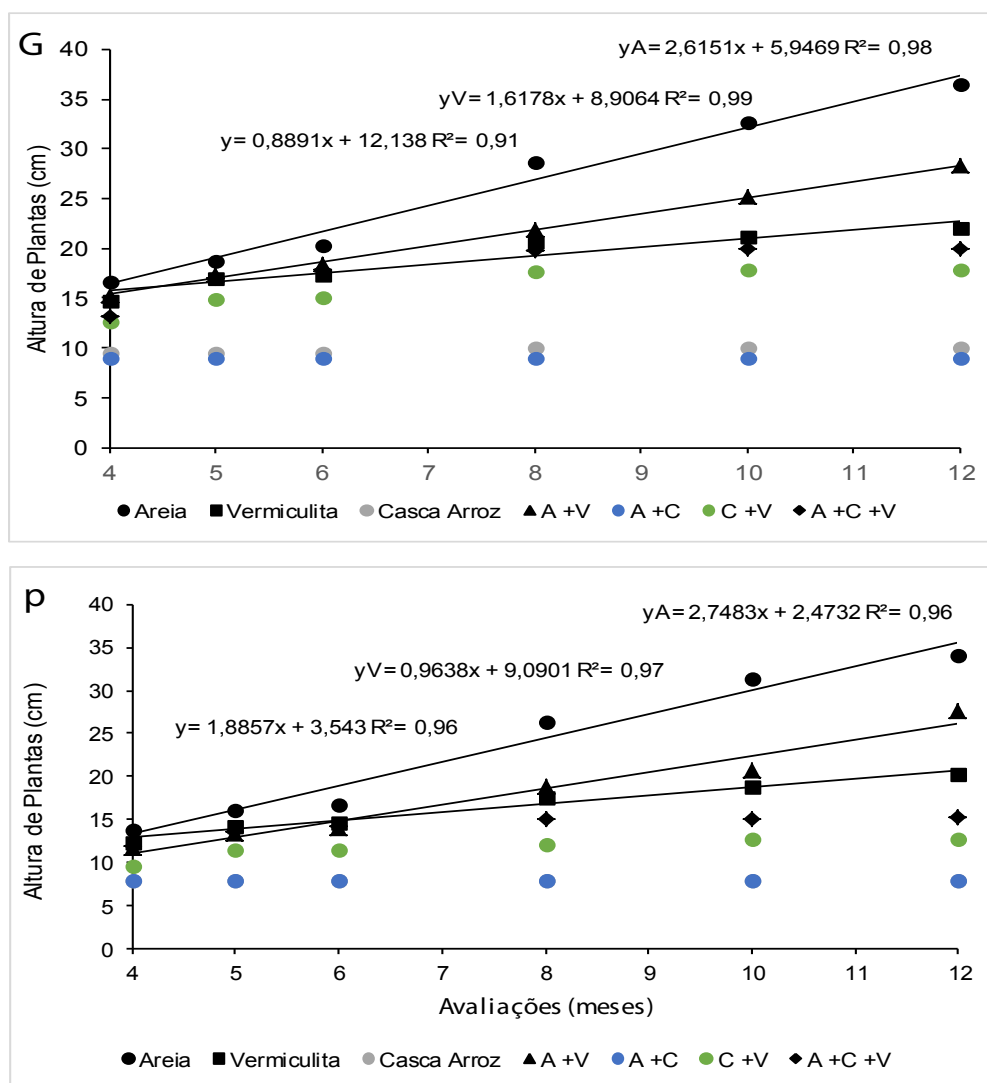 G
Altura de Plantas (cm)
40
35
30
25
20
15
10
5
0
yA= 2,6151x + 5,9469 R²= 0,98
yV= 1,6178x + 8,9064 R²= 0,99
y= 0,8891x + 12,138 R²= 0,91
4 5 6 7 8 9 10 11 12
Areia Vermiculita Casca Arroz A +V A +C C +V A +C +V
p
Altura de Plantas (cm)
40
35
30
25
20
15
10
5
0
yA= 2,7483x + 2,4732 R²= 0,96
yV= 0,9638x + 9,0901 R²= 0,97
y= 1,8857x + 3,543 R²= 0,96
4 5 6 7 8 9 10 11 12
Avaliações (meses)
Areia Vermiculita Casca Arroz A +V A +C C +V A +C +V